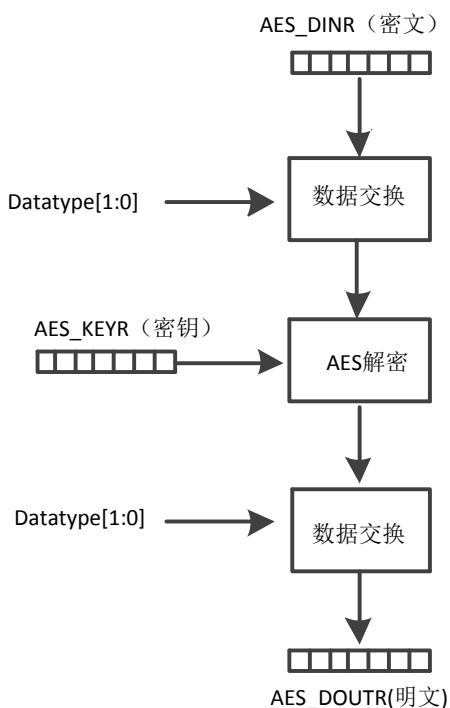 AES_DINR（密文）
数据交换
Datatype[1:0]
AES_KEYR（密钥）
AES解密
Datatype[1:0]
数据交换
AES_DOUTR(明文)